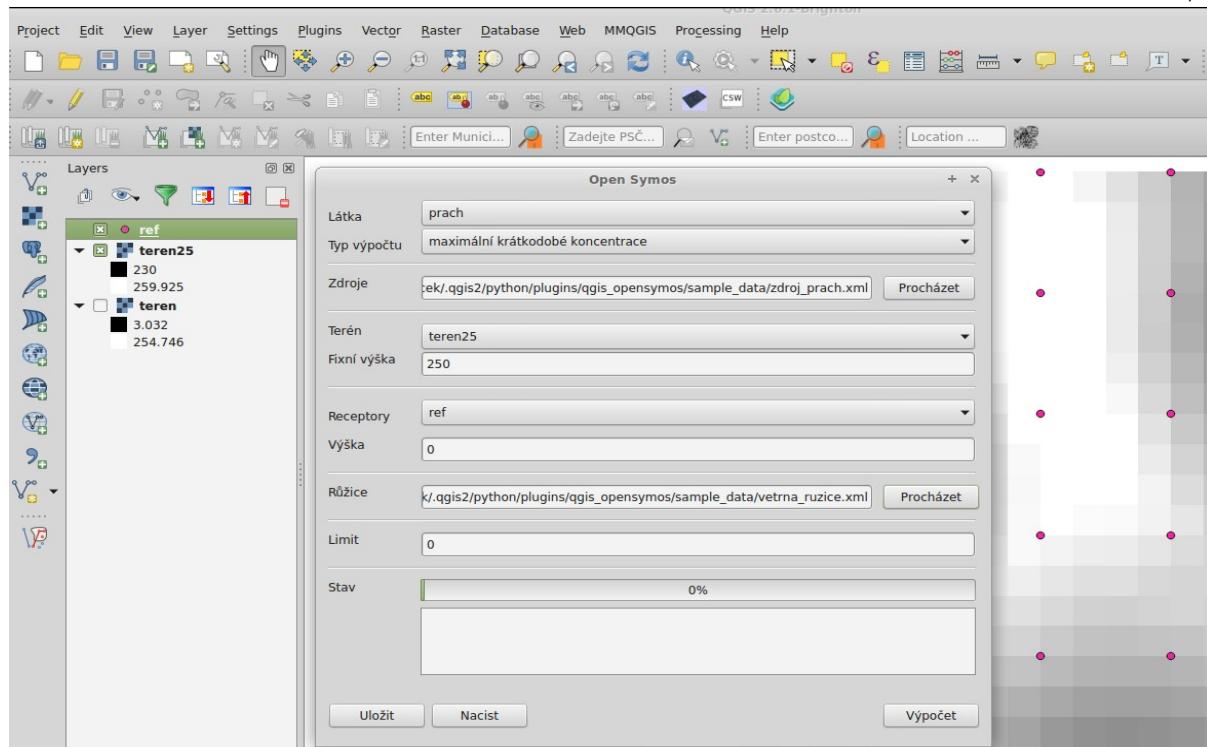 Project Edit View Layer Settings Plugins Vector Raster Database Web MMQGIS Processing Help
abc
CSW
Enter Munici...
Zadejte PSČ...
Enter postco...
Location ...
Layers
ref
teren25
230
259.925
teren
3.032
254.746
Open Symos
Látka
prach
Typ výpočtu
maximální krátkodobé koncentrace
Zdroje
:ek/.qgis2/python/plugins/qgis_opensymos/sample_data/zdroj_prach.xml
Procházet
Terén
teren25
Fixní výška
250
Receptory
ref
Výška
0
Růžice
k/.qgis2/python/plugins/qgis_opensymos/sample_data/vetrna_ruzice.xml
Procházet
Limit
0
Stav
0%
Uložit
Nacist
Výpočet